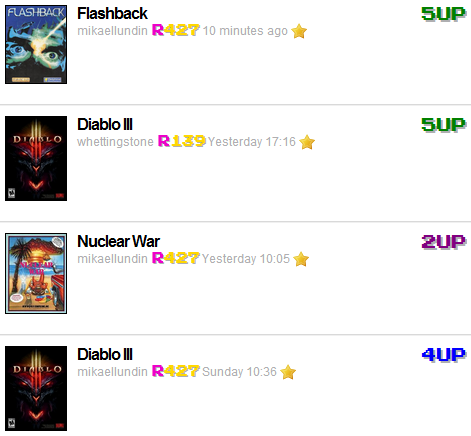 FLASHBACK
Flashback
5UP
mikaellundin R427 10 minutes ago
DIABLO
Diablo III
5UP
whettingstone R139 Yesterday 17:16
Nuclear War
2UP
mikaellundin R427 Yesterday 10:05
DIABLO
Diablo III
4UP
mikaellundin R427 Sunday 10:36